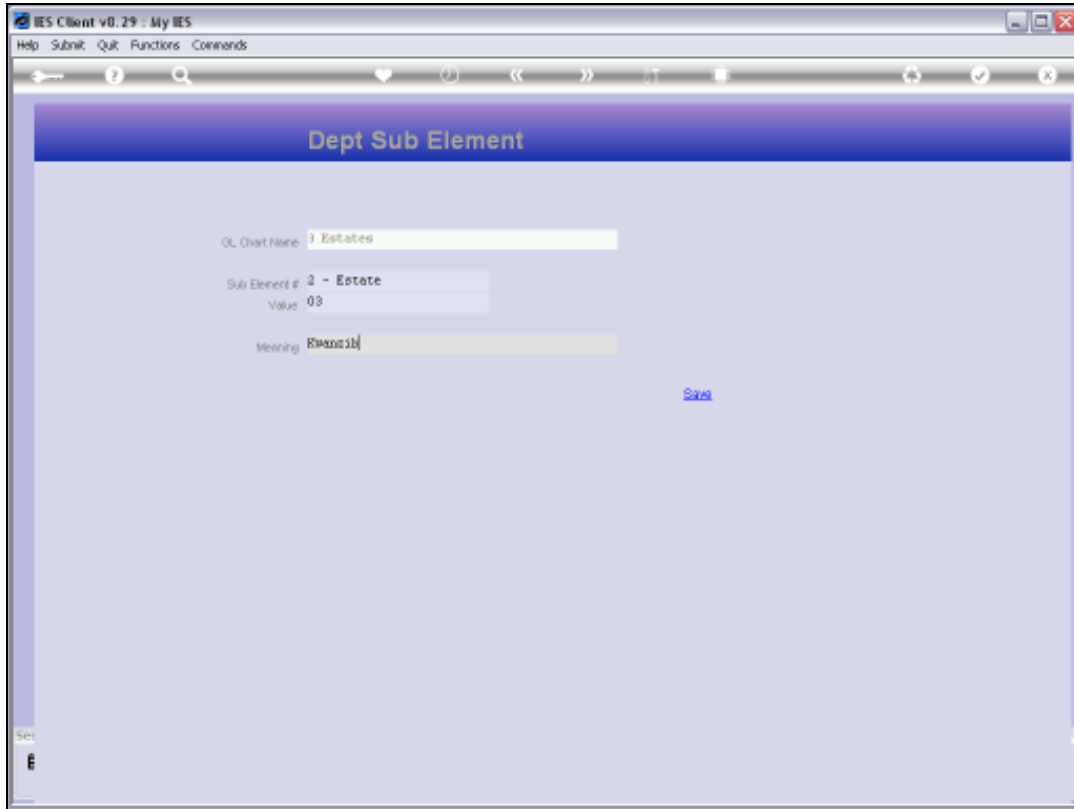 IES Client v8.29 : My IES
Help Submit Quit Functions Commands
Dept Sub Element
GL Chart Name 3 Estates
Sub Element # 2 - Estate
Value 03
Meaning Kwanzib
Save